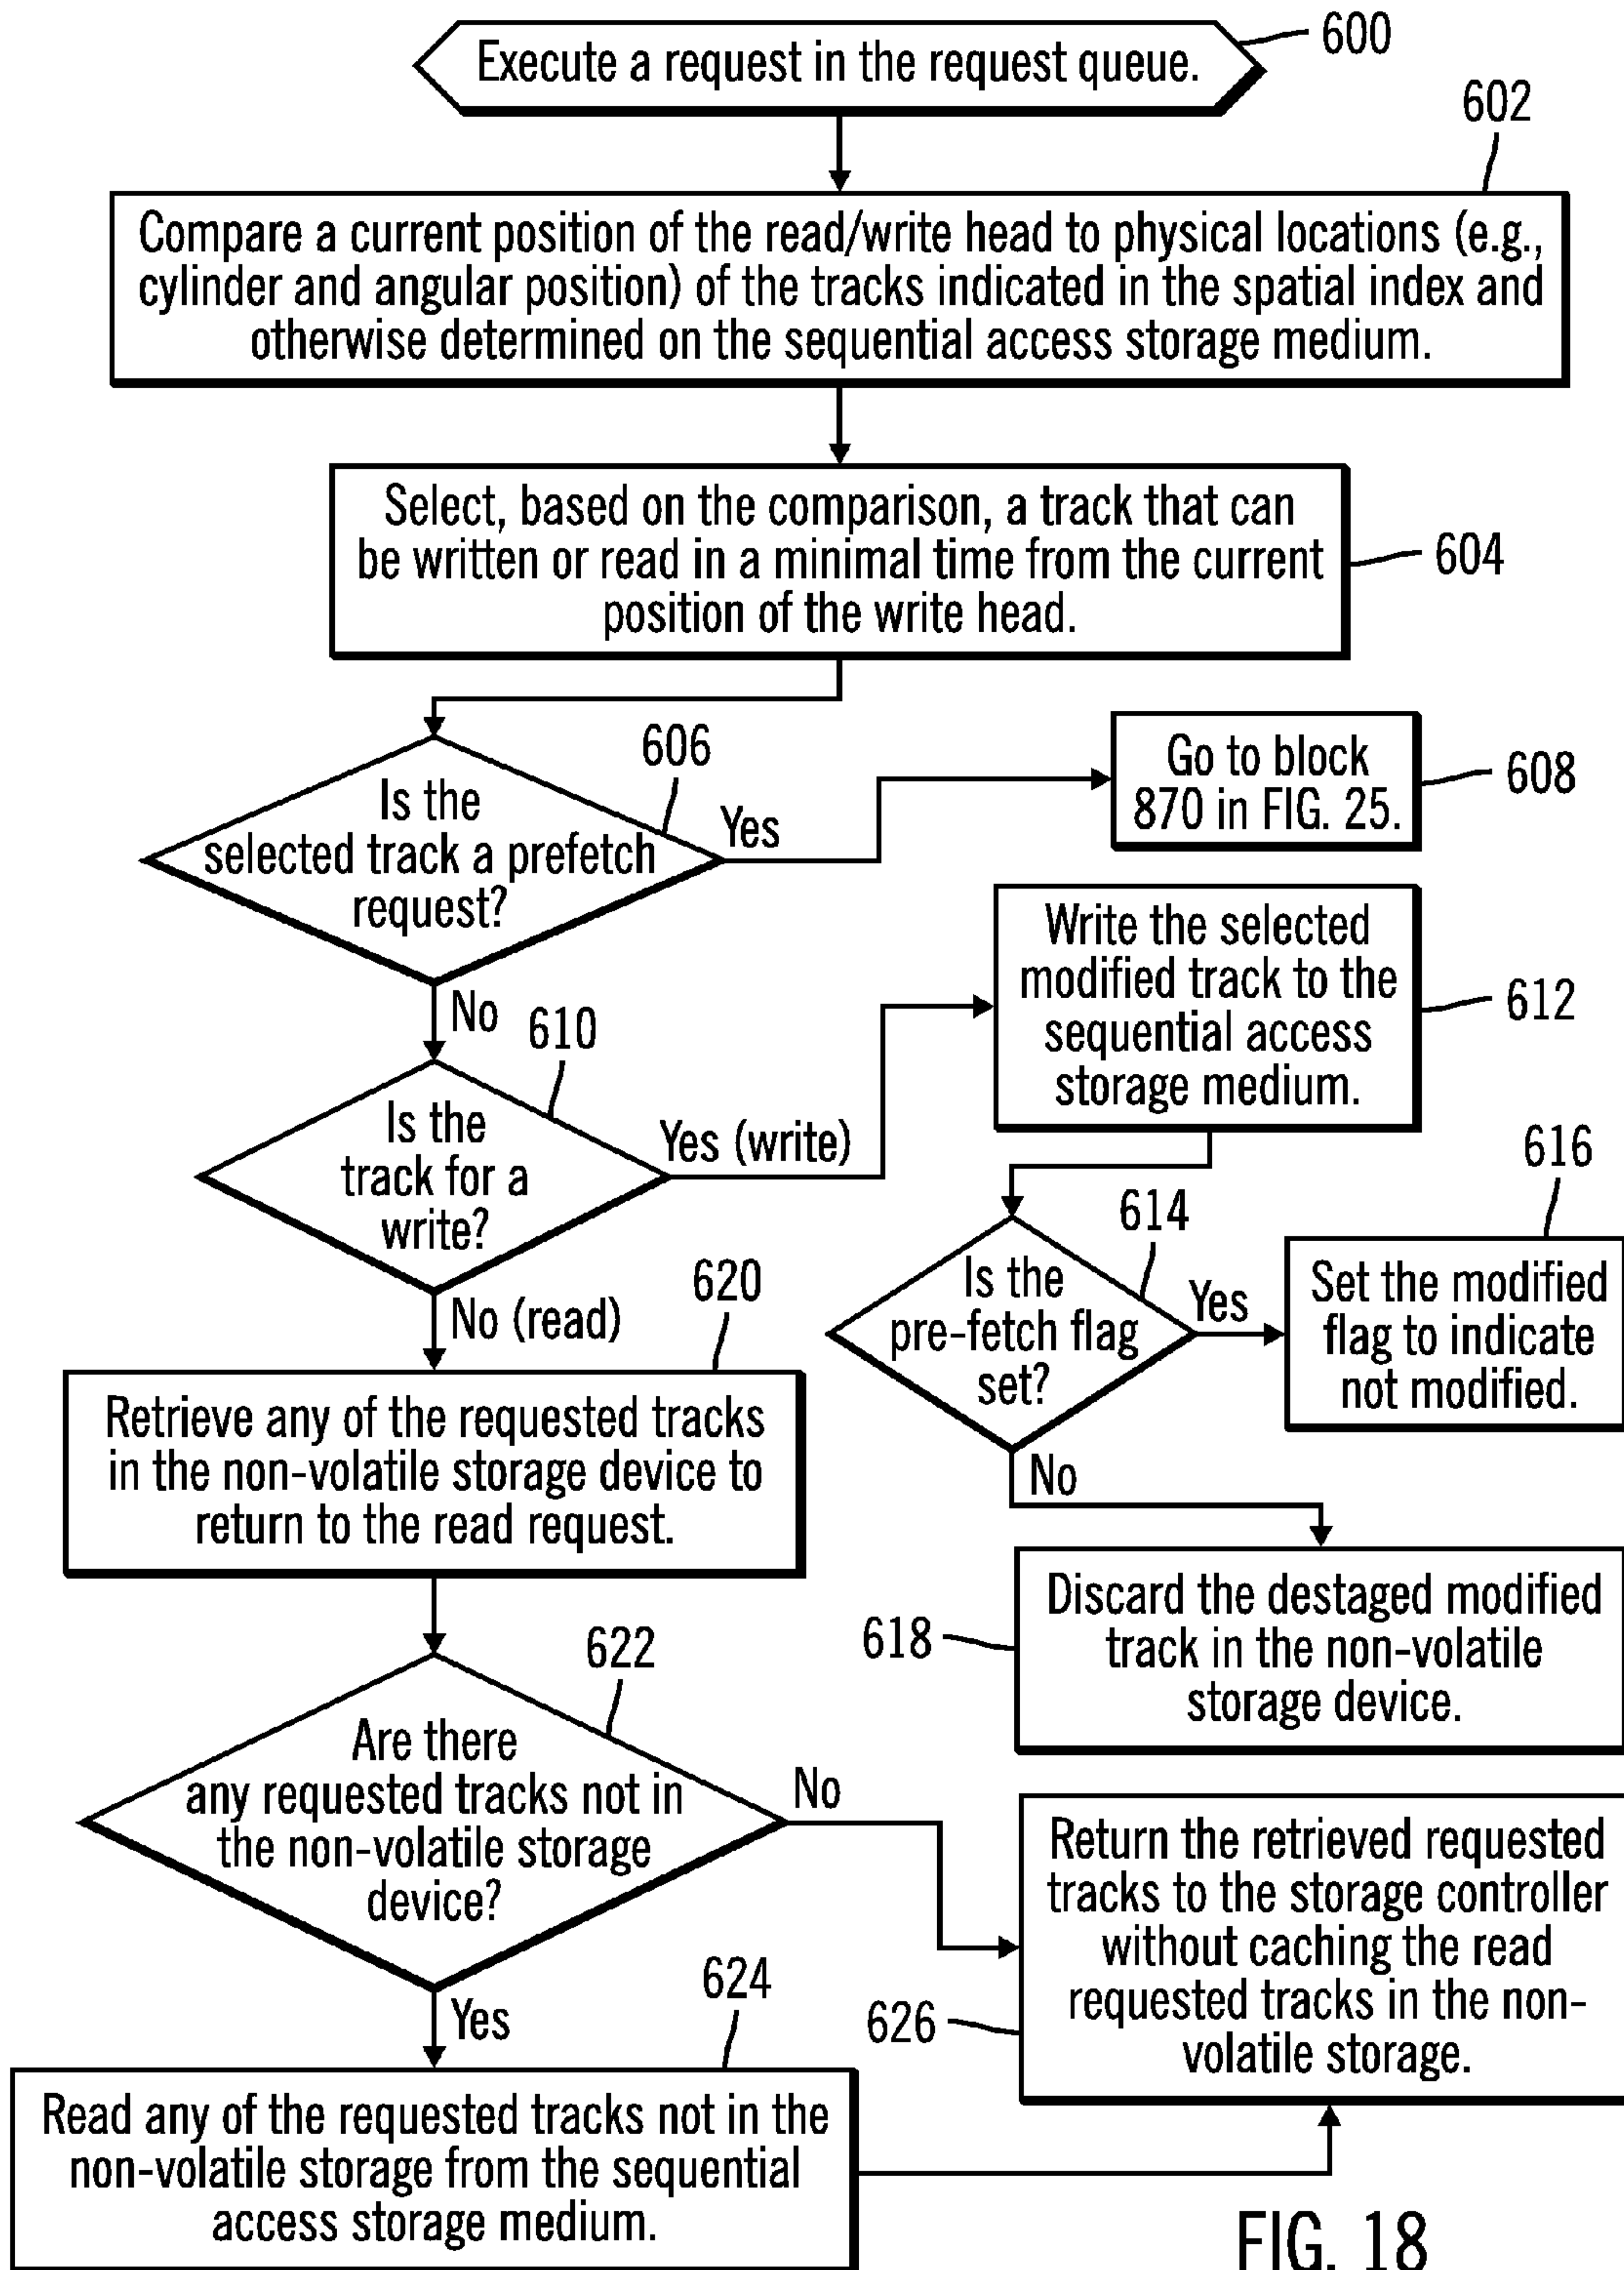 Execute a request in the request queue.
600
602
Compare a current position of the read/write head to physical locations (e.g.,
cylinder and angular position) of the tracks indicated in the spatial index and
otherwise determined on the sequential access storage medium.
Select, based on the comparison, a track that can
be written or read in a minimal time from the current
position of the write head.
604
606
Is the
selected track a prefetch
request?
Yes
Go to block
870 in FIG. 25.
608
No
610
Is the
track for a
write?
Yes (write)
Write the selected
modified track to the
sequential access
storage medium.
612
614
Is the
pre-fetch flag
set?
Yes
616
Set the modified
flag to indicate
not modified.
No
618
Discard the destaged modified
track in the non-volatile
storage device.
No (read)
620
Retrieve any of the requested tracks
in the non-volatile storage device to
return to the read request.
622
Are there
any requested tracks not in
the non-volatile storage
device?
No
626
Return the retrieved requested
tracks to the storage controller
without caching the read
requested tracks in the non-
volatile storage.
Yes
624
Read any of the requested tracks not in the
non-volatile storage from the sequential
access storage medium.
FIG. 18